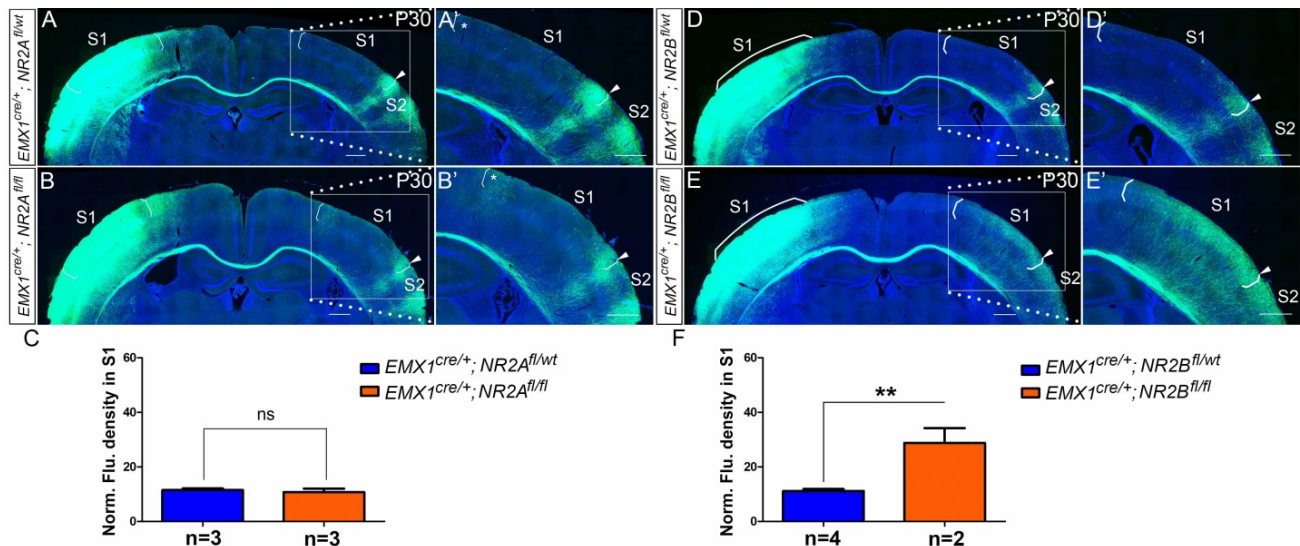 A
P30
A'
S1
S1
S2
*
S2
EMX1cre/+; NR2Afl/wt
B
P30
B'
S1
S1
S2
*
S2
EMX1cre/+; NR2Afl/fl
D
P30
D'
S1
S1
S2
S1
S2
EMX1cre/+; NR2Bfl/wt
E
P30
E'
S1
S1
S2
S1
S2
EMX1cre/+; NR2Bfl/fl
C
Norm. Flu. density in S1
60
40
20
0
ns
n=3
n=3
EMX1cre/+; NR2Afl/wt
EMX1cre/+; NR2Afl/fl
F
Norm. Flu. density in S1
60
40
20
0
**
n=4
n=2
EMX1cre/+; NR2Bfl/wt
EMX1cre/+; NR2Bfl/fl